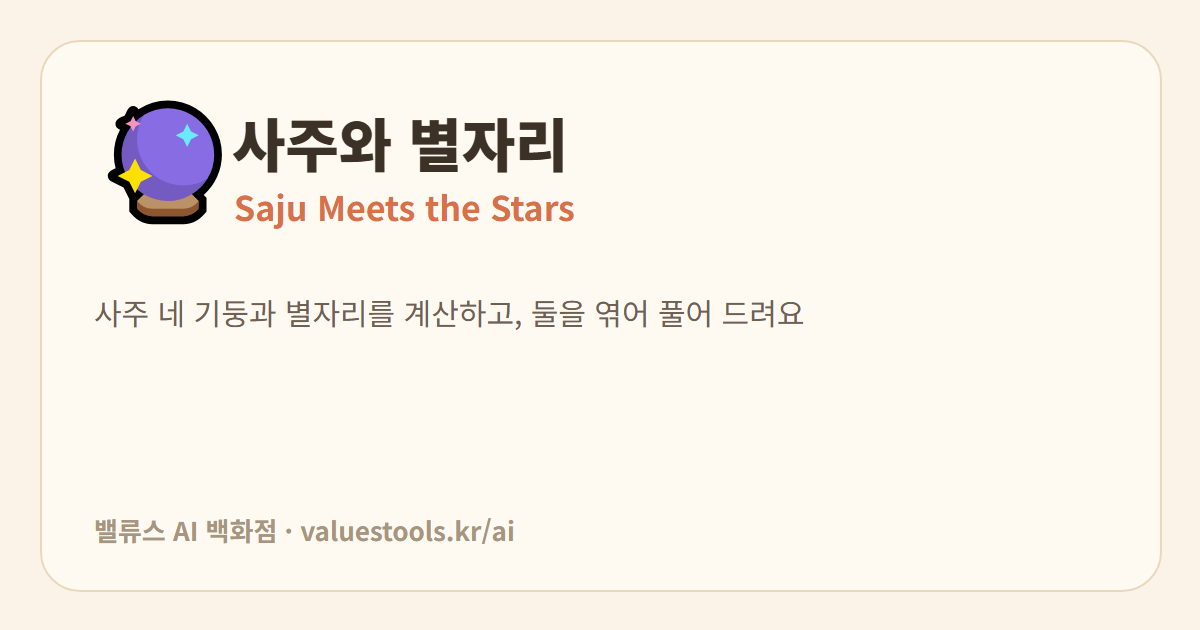 사주와 별자리
Saju Meets the Stars
사주 네 기둥과 별자리를 계산하고, 둘을 엮어 풀어 드려요
밸류스 AI 백화점 · valuestools.kr/ai